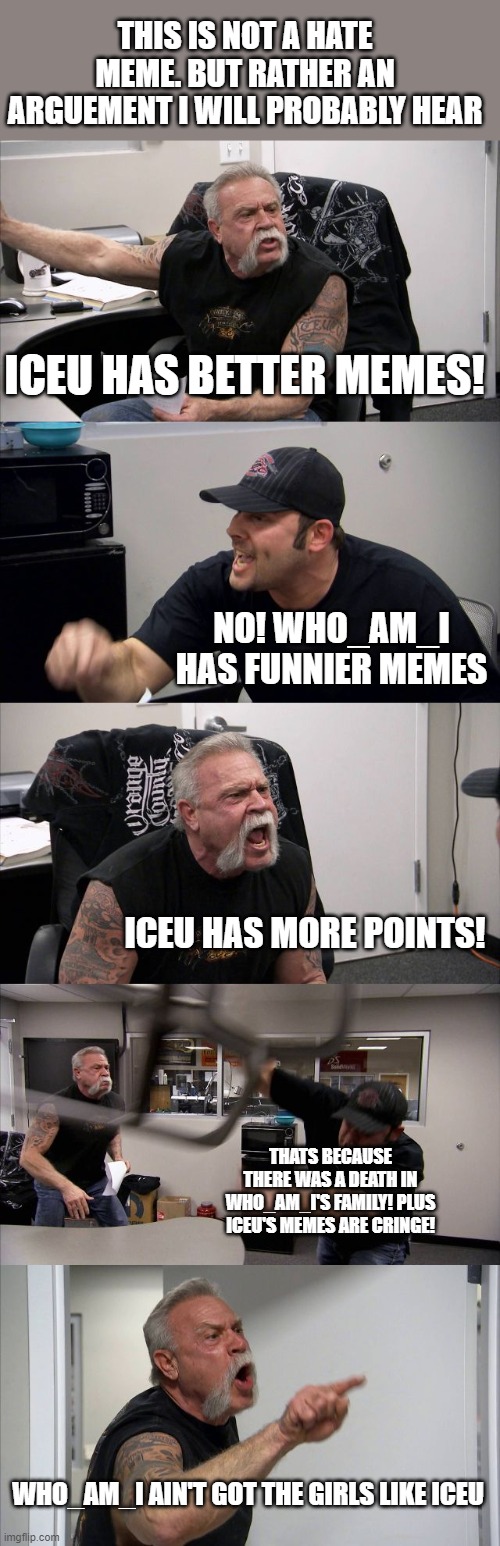 THIS IS NOT A HATE
MEME. BUT RATHER AN
ARGUEMENT I WILL PROBABLY HEAR
ICEU HAS BETTER MEMES!
NO! WHO_AM_I
HAS FUNNIER MEMES
Orange
County
ICEU HAS MORE POINTS!
THATS BECAUSE
THERE WAS A DEATH IN
WHO_AM_I'S FAMILY! PLUS
ICEU'S MEMES ARE CRINGE!
WHO_AM_I AIN'T GOT THE GIRLS LIKE ICEU
imgflip.com